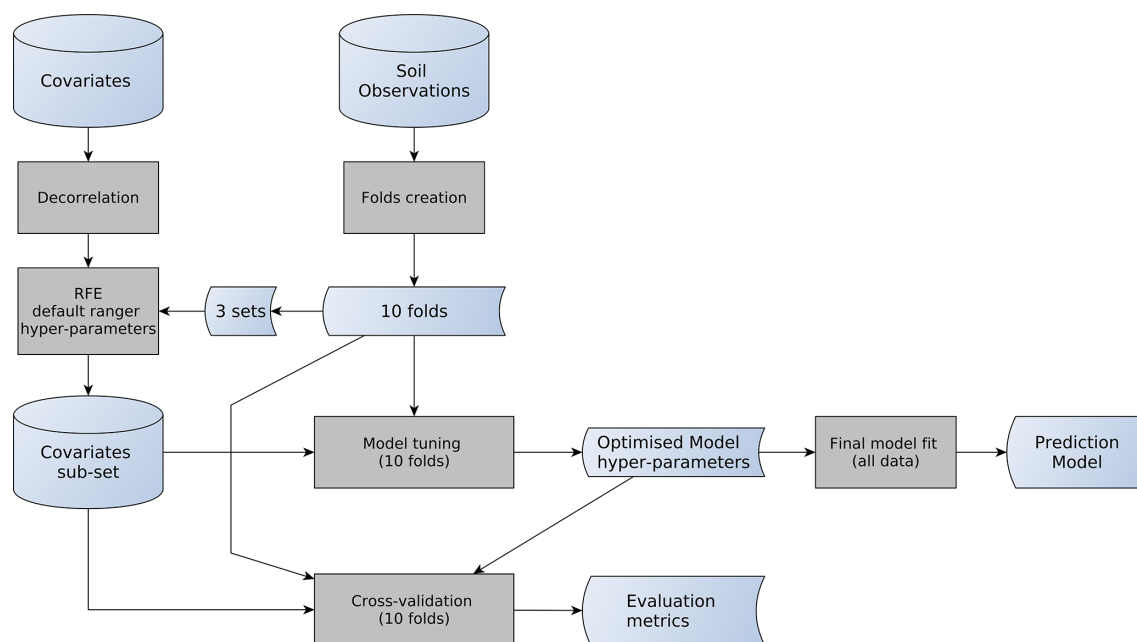 Covariates
Soil
Observations
Decorrelation
Folds creation
RFE
default ranger
hyper-parameters
3 sets
10 folds
Covariates
sub-set
Model tuning
(10 folds)
Optimised Model
hyper-parameters
Final model fit
(all data)
Prediction
Model
Cross-validation
(10 folds)
Evaluation
metrics